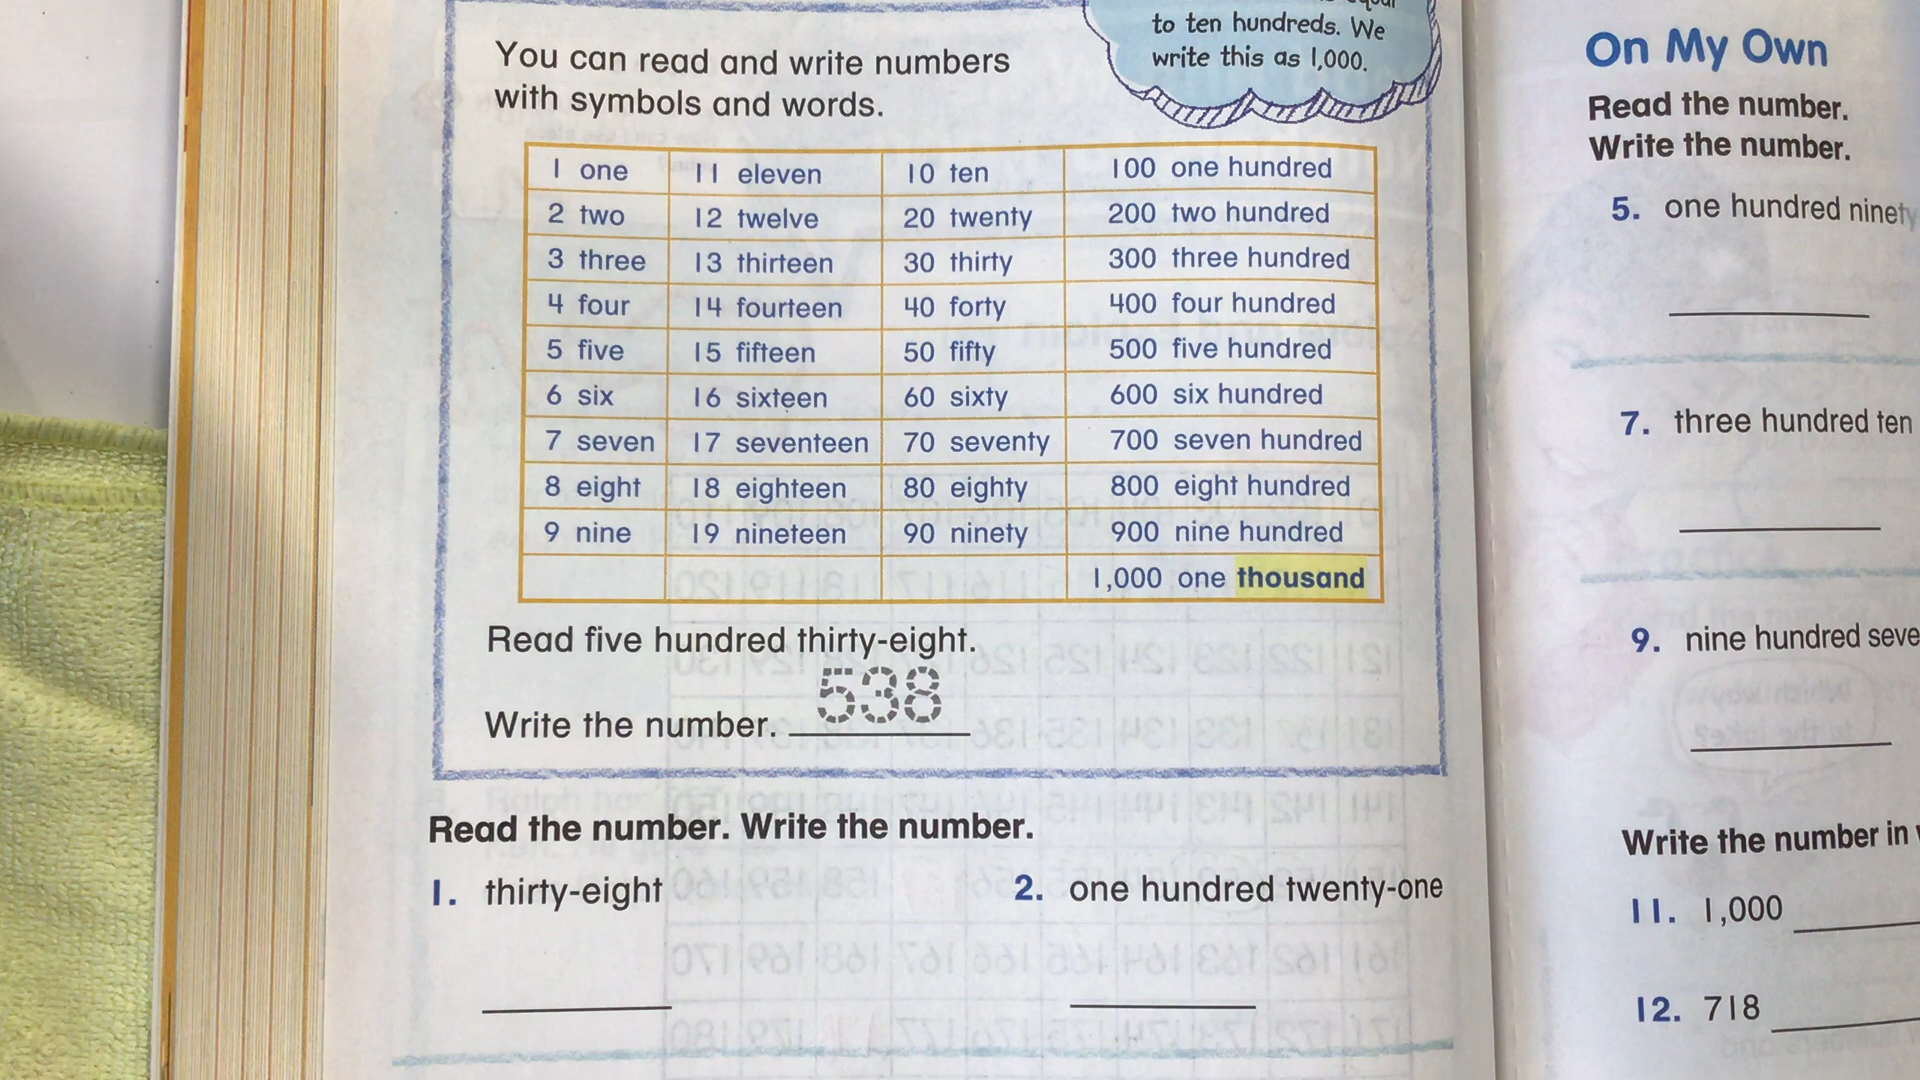 to ten hundreds. We
write this as 1,000.
You can read and write numbers
with symbols and words.
1 one 11 eleven 10 ten 100 one hundred
2 two 12 twelve 20 twenty 200 two hundred
3 three 13 thirteen 30 thirty 300 three hundred
4 four 14 fourteen 40 forty 400 four hundred
5 five 15 fifteen 50 fifty 500 five hundred
6 six 16 sixteen 60 sixty 600 six hundred
7 seven 17 seventeen 70 seventy 700 seven hundred
8 eight 18 eighteen 80 eighty 800 eight hundred
9 nine 19 nineteen 90 ninety 900 nine hundred
1,000 one thousand
Read five hundred thirty-eight.
Write the number. 538
Read the number. Write the number.
1. thirty-eight 2. one hundred twenty-one
On My Own
Read the number.
Write the number.
5. one hundred ninety
7. three hundred ten
9. nine hundred seve
Write the number in
11. 1,000
12. 718